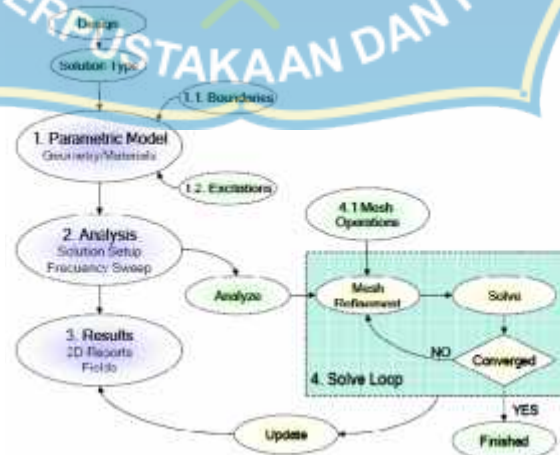 ERPUSTAKAAN DAN
Design
Solution Type
1.1. Boundaries
1. Parametric Model
Geometry/Materials
1.2. Excitations
4.1 Mesh
Operations
2. Analysis
Solution Setup
Frecuancy Sweep
Analyze
Mesh
Refinement
Solve
3. Results
2D Reports
Fields
NO
Converged
4. Solve Loop
YES
Update
Finished